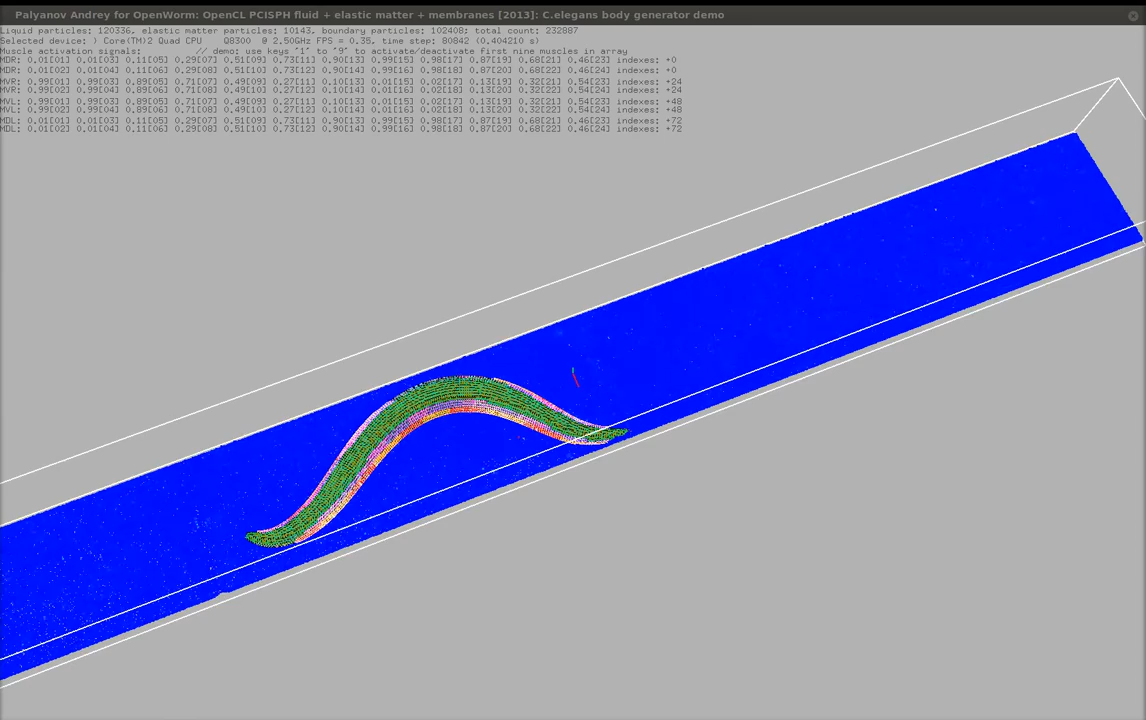 Palyanov Andrey for OpenWorm: OpenCL PCISPH fluid + elastic matter + membranes [2013]: C.elegans body generator demo
Liquid particles: 120336, elastic matter particles: 10143, boundary particles: 102408; total count: 232887
Selected device: ) Core(TM)2 Quad CPU Q8300 @ 2.50GHz FPS = 0.35, time step: 80842 (0.404210 s)
Muscle activation signals: // demo: use keys "1" to "9" to activate/deactivate first nine muscles in array
MDR: 0.01[01] 0.01[03] 0.11[05] 0.29[07] 0.51[09] 0.73[11] 0.90[13] 0.99[15] 0.98[17] 0.87[19] 0.68[21] 0.46[23] indexes: +0
MDR: 0.01[02] 0.01[04] 0.11[06] 0.29[08] 0.51[10] 0.73[12] 0.90[14] 0.99[16] 0.98[18] 0.87[20] 0.68[22] 0.46[24] indexes: +0
MVR: 0.99[01] 0.99[03] 0.89[05] 0.71[07] 0.49[09] 0.27[11] 0.10[13] 0.01[15] 0.02[17] 0.13[19] 0.32[21] 0.54[23] indexes: +24
MVR: 0.99[02] 0.99[04] 0.89[06] 0.71[08] 0.49[10] 0.27[12] 0.10[14] 0.01[16] 0.02[18] 0.13[20] 0.32[22] 0.54[24] indexes: +24
MVL: 0.99[01] 0.99[03] 0.89[05] 0.71[07] 0.49[09] 0.27[11] 0.10[13] 0.01[15] 0.02[17] 0.13[19] 0.32[21] 0.54[23] indexes: +48
MVL: 0.99[02] 0.99[04] 0.89[06] 0.71[08] 0.49[10] 0.27[12] 0.10[14] 0.01[16] 0.02[18] 0.13[20] 0.32[22] 0.54[24] indexes: +48
MDL: 0.01[01] 0.01[03] 0.11[05] 0.29[07] 0.51[09] 0.73[11] 0.90[13] 0.99[15] 0.98[17] 0.87[19] 0.68[21] 0.46[23] indexes: +72
MDL: 0.01[02] 0.01[04] 0.11[06] 0.29[08] 0.51[10] 0.73[12] 0.90[14] 0.99[16] 0.98[18] 0.87[20] 0.68[22] 0.46[24] indexes: +72